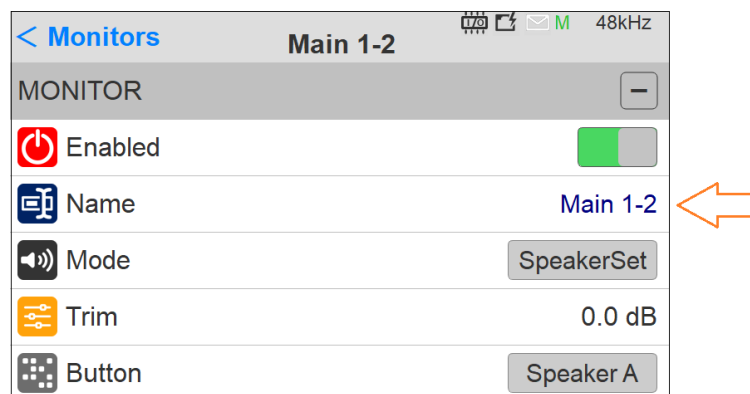 < Monitors
Main 1-2
I/O M 48kHz
MONITOR
Enabled
Name Main 1-2
Mode SpeakerSet
Trim 0.0 dB
Button Speaker A